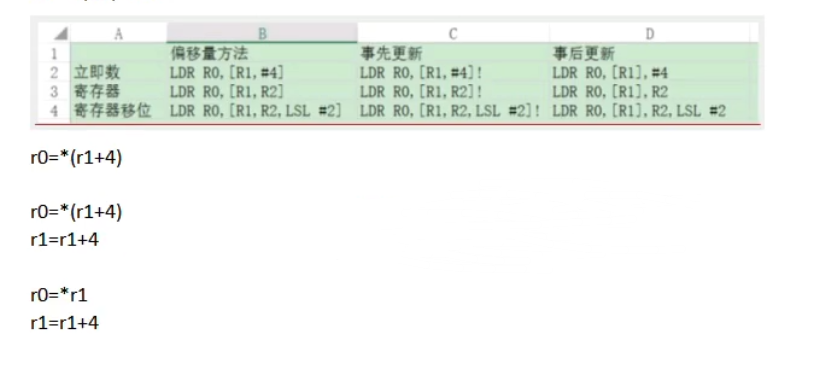 A B C D
1 偏移量方法 事先更新 事后更新
2 立即数 LDR R0, [R1, #4] LDR R0, [R1, #4]! LDR R0, [R1], #4
3 寄存器 LDR R0, [R1, R2] LDR R0, [R1, R2]! LDR R0, [R1], R2
4 寄存器移位 LDR R0, [R1, R2, LSL #2] LDR R0, [R1, R2, LSL #2]! LDR R0, [R1], R2, LSL #2
r0=*(r1+4)
r0=*(r1+4)
r1=r1+4
r0=*r1
r1=r1+4